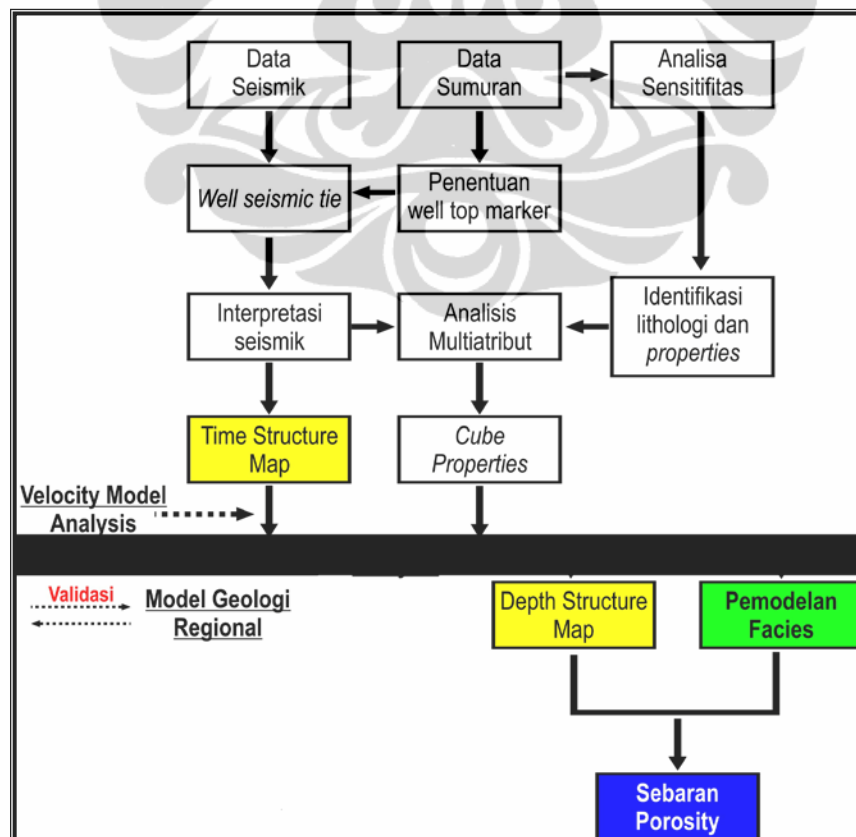 Data
Seismik
Data
Sumuran
Analisa
Sensitifitas
Well seismic tie
Penentuan
well top marker
Interpretasi
seismik
Analisis
Multiatribut
Identifikasi
lithologi dan
properties
Time Structure
Map
Cube
Properties
Velocity Model
Analysis
Validasi
Model Geologi
Regional
Depth Structure
Map
Pemodelan
Facies
Sebaran
Porosity